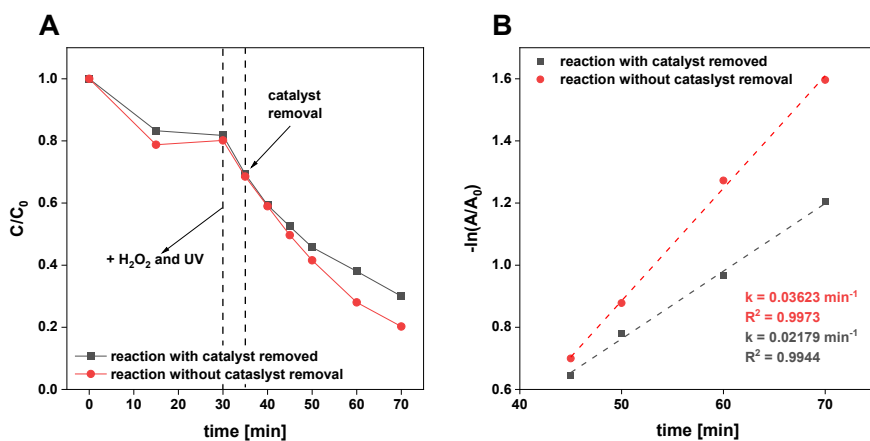 A
C/C0
1.0
0.8
0.6
0.4
0.2
0.0
catalyst
removal
+ H2O2 and UV
reaction with catalyst removed
reaction without cataslyst removal
0 10 20 30 40 50 60 70
time [min]
B
-ln(A/A0)
1.6
1.4
1.2
1.0
0.8
0.6
reaction with catalyst removed
reaction without cataslyst removal
k = 0.03623 min-1
R2 = 0.9973
k = 0.02179 min-1
R2 = 0.9944
40 50 60 70
time [min]